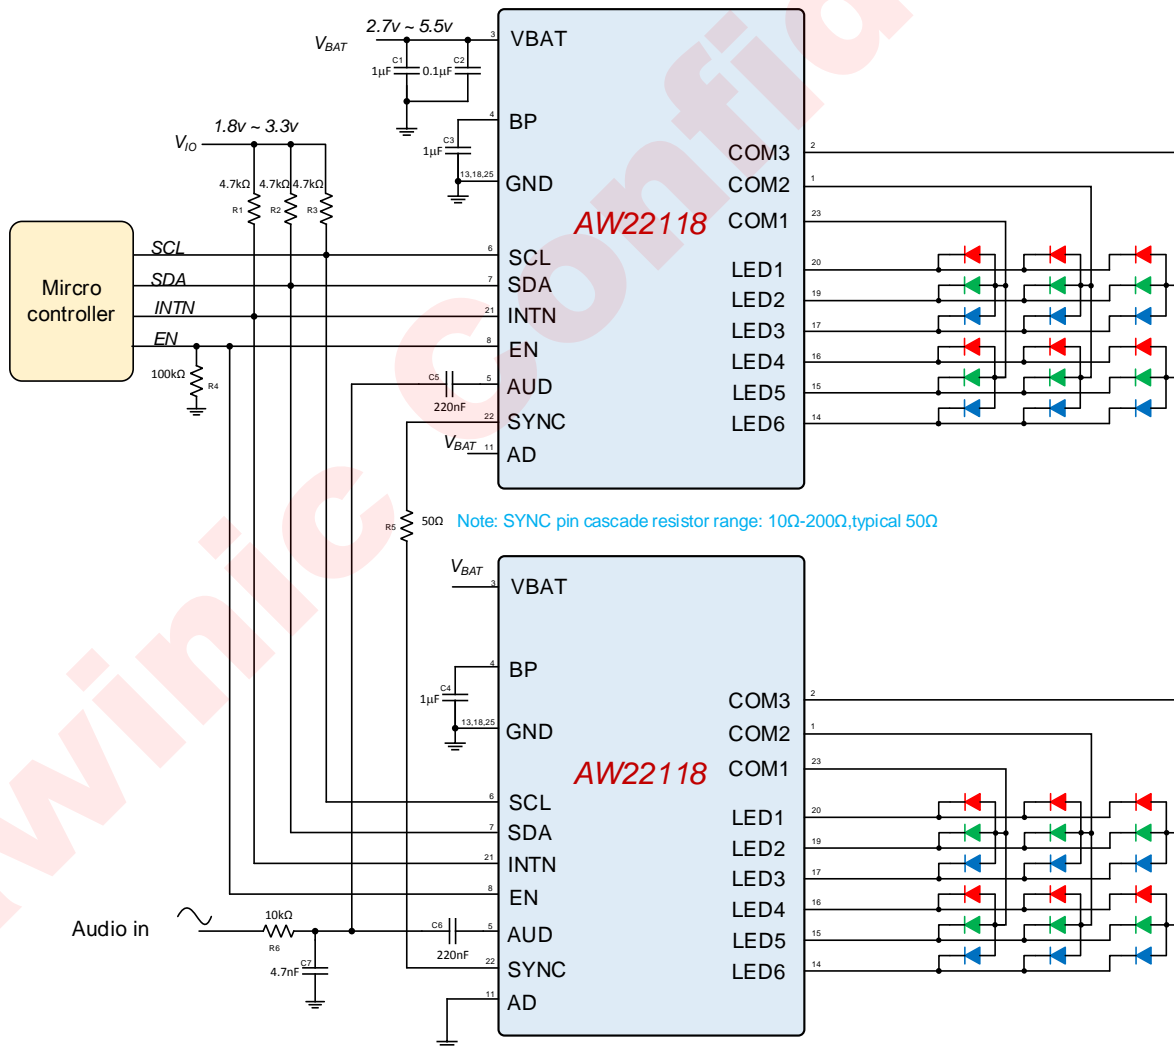 2.7v ~ 5.5v
VBAT
C1
1µF
C2
0.1µF
3
VBAT
4
BP
C3
1µF
13,18,25
GND
1.8v ~ 3.3v
VIO
4.7kΩ 4.7kΩ 4.7kΩ
R1
R2
R3
Mircro
controller
SCL
SDA
INTN
EN
100kΩ
R4
AW22118
6
SCL
7
SDA
21
INTN
8
EN
C5
220nF
5
AUD
22
SYNC
VBAT
11
AD
COM3
2
COM2
1
COM1
23
LED1
20
LED2
19
LED3
17
LED4
16
LED5
15
LED6
14
R5
50Ω
Note: SYNC pin cascade resistor range: 10Ω-200Ω,typical 50Ω
VBAT
3
VBAT
4
BP
C4
1µF
13,18,25
GND
AW22118
6
SCL
7
SDA
21
INTN
8
EN
Audio in
10kΩ
R6
C7
4.7nF
C6
220nF
5
AUD
22
SYNC
11
AD
COM3
2
COM2
1
COM1
23
LED1
20
LED2
19
LED3
17
LED4
16
LED5
15
LED6
14
winic Confid